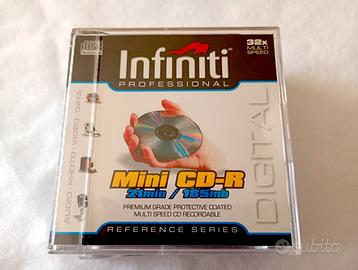 disc
Infiniti
PROFESSIONAL
32x
MULTI
SPEED
AUDIO · PHOTO · VIDEO · DATA
DIGITAL
Mini CD-R
21min / 185mb
PREMIUM GRADE PROTECTIVE COATED
MULTI SPEED CD RECORDABLE
REFERENCE SERIES
subito